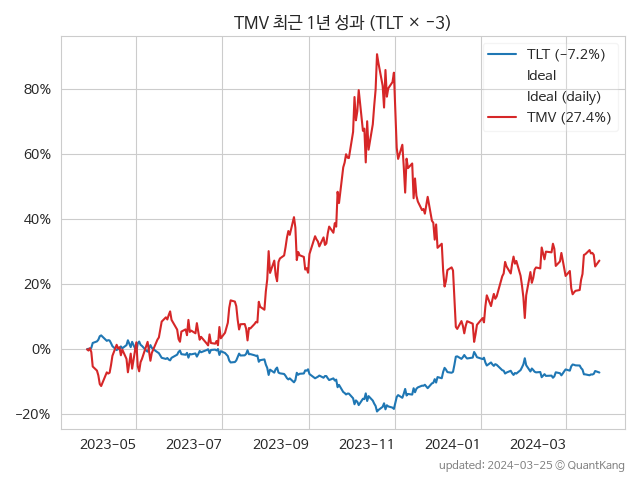 TMV 최근 1년 성과 (TLT × −3)
TLT (−7.2%)
Ideal
Ideal (daily)
TMV (27.4%)
80%
60%
40%
20%
0%
−20%
2023−05 2023−07 2023−09 2023−11 2024−01 2024−03
updated: 2024-03-25 © QuantKang